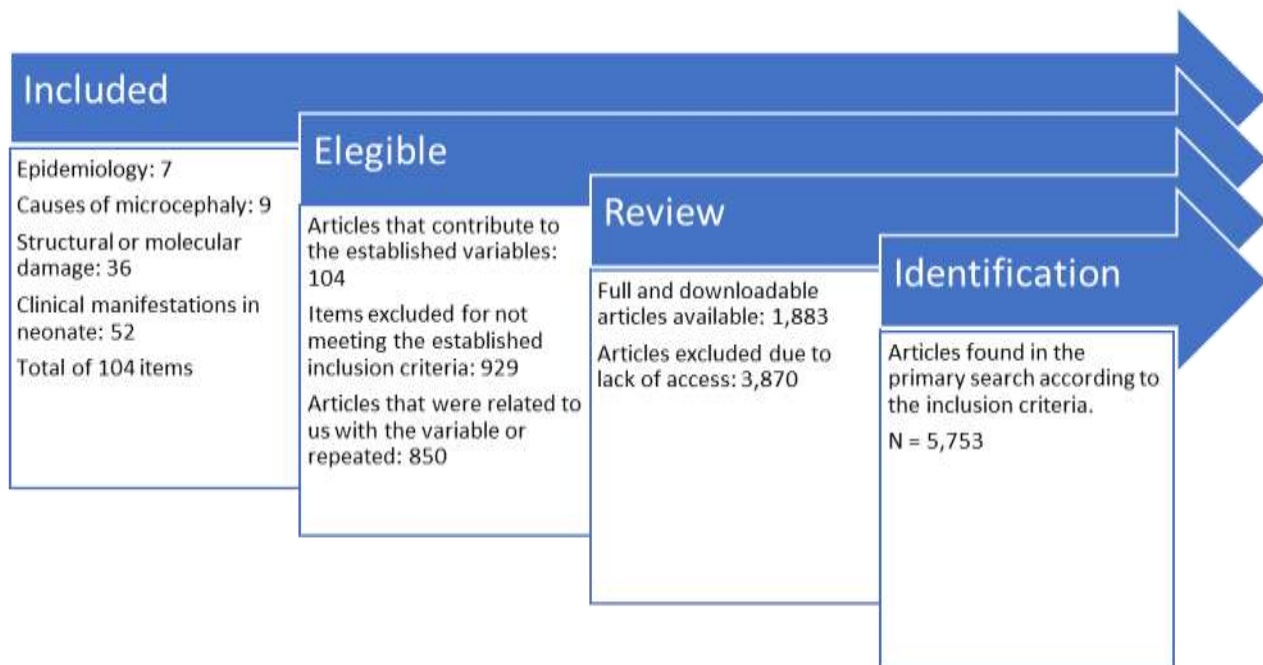 Included
Epidemiology: 7
Causes of microcephaly: 9
Structural or molecular
damage: 36
Clinical manifestations in
neonate: 52
Total of 104 items
Elegible
Articles that contribute to
the established variables:
104
Items excluded for not
meeting the established
inclusion criteria: 929
Articles that were related to
us with the variable or
repeated: 850
Review
Full and downloadable
articles available: 1,883
Articles excluded due to
lack of access: 3,870
Identification
Articles found in the
primary search according to
the inclusion criteria.
N = 5,753